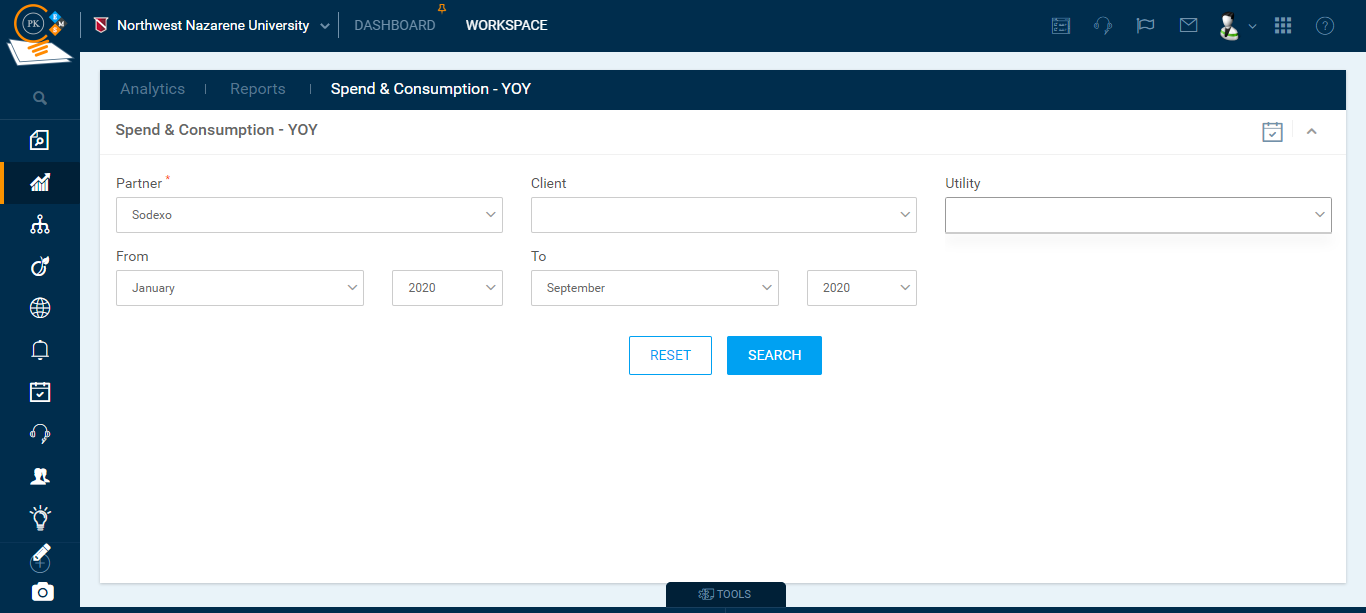 PK E M S
Northwest Nazarene University DASHBOARD WORKSPACE
Analytics | Reports | Spend & Consumption - YOY
Spend & Consumption - YOY
Partner * Client Utility
Sodexo
From To
January 2020 September 2020
RESET SEARCH
TOOLS